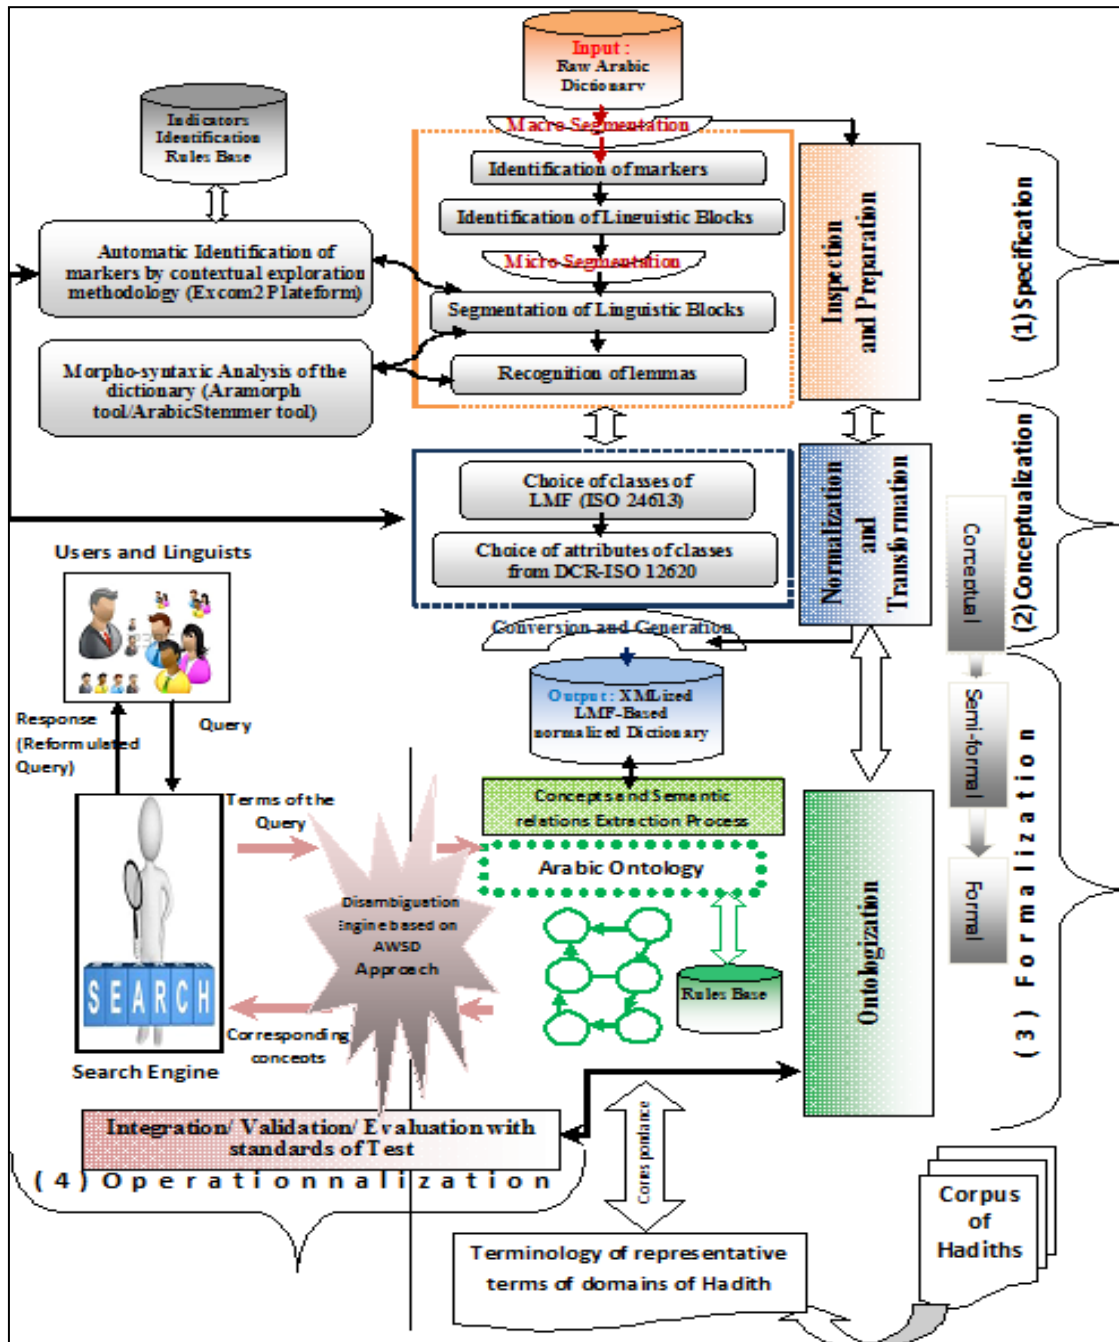 Input :
Raw Arabic
Dictionary
Indicators
Identification
Rules Base
Macro Segmentation
Identification of markers
Identification of Linguistic Blocks
Micro Segmentation
Automatic Identification of
markers by contextual exploration
methodology (Excom2 Plateform)
Segmentation of Linguistic Blocks
Morpho-syntaxic Analysis of the
dictionary (Aramorph
tool/ArabicStemmer tool)
Recognition of lemmas
Inspection
and Preparation
(1) Specification
Choice of classes of
LMF (ISO 24613)
Choice of attributes of classes
from DCR-ISO 12620
Normalization
and
Transformation
Conceptual
(2) Conceptualization
Conversion and Generation
Users and Linguists
Output : XMLized
LMF-Based
normalized Dictionary
Response
(Reformulated
Query)
Query
Semi-formal
Formal
(3) Formalization
Concepts and Semantic
relations Extraction Process
Terms of the
Query
Arabic Ontology
Disambiguation
Engine based on
AWSD
Approach
Rules Base
Ontologization
SEARCH
Corresponding
concepts
Search Engine
Integration/ Validation/ Evaluation with
standards of Test
(4) Operationnalization
Correspondance
Terminology of representative
terms of domains of Hadith
Corpus
of
Hadiths